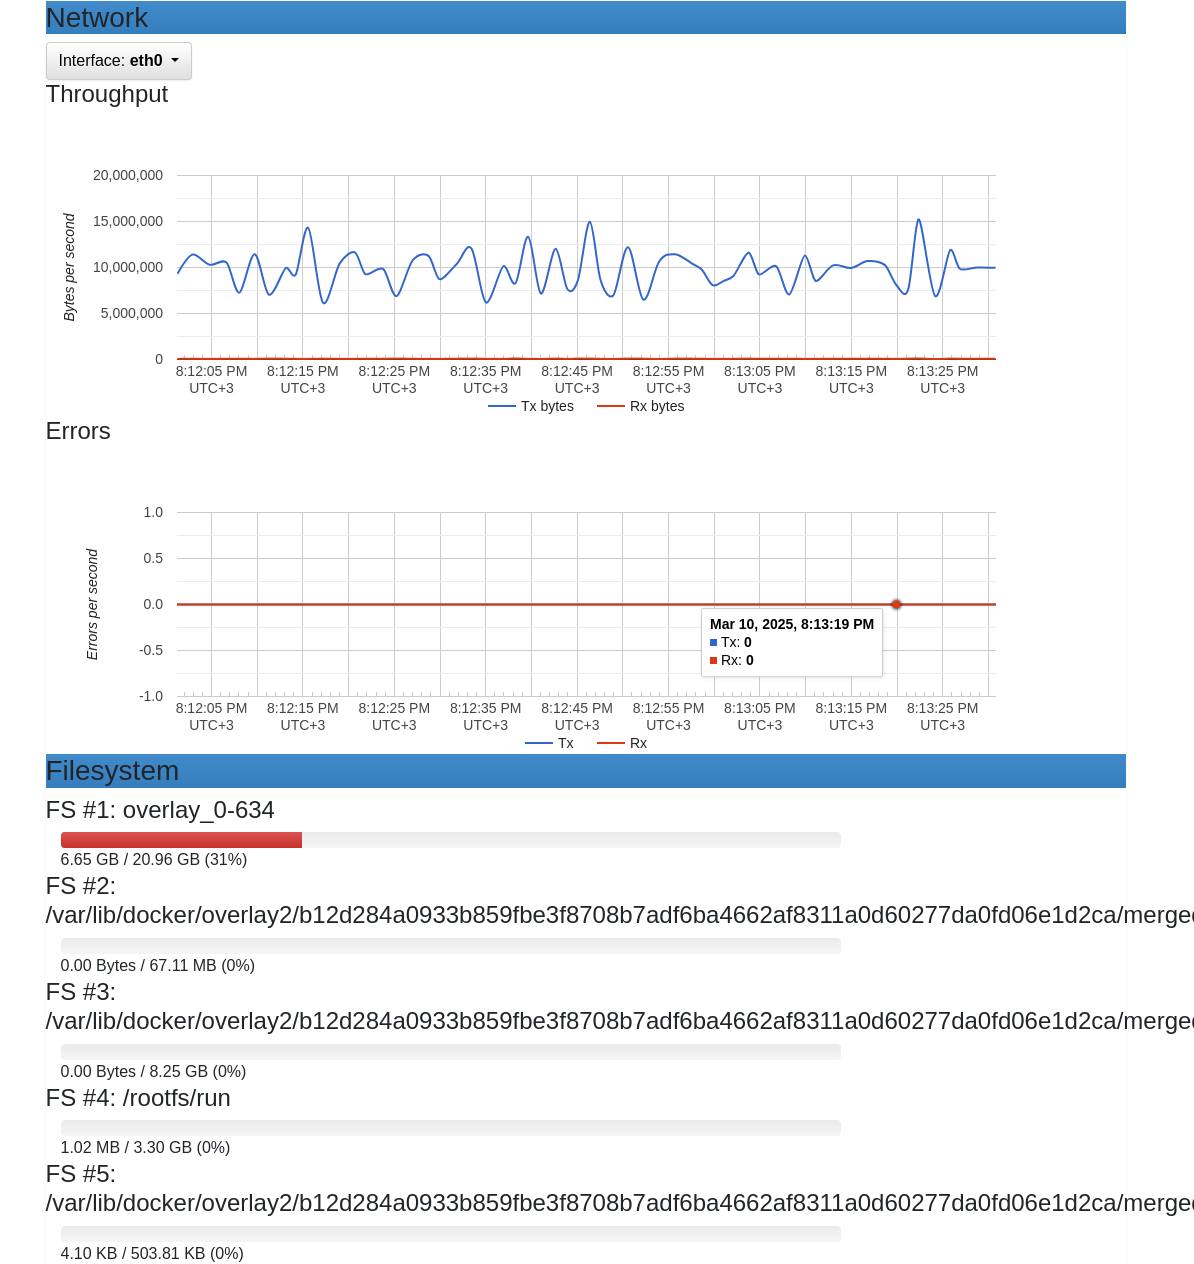 Network
Interface: eth0
Throughput
20,000,000
15,000,000
10,000,000
5,000,000
0
Bytes per second
8:12:05 PM 8:12:15 PM 8:12:25 PM 8:12:35 PM 8:12:45 PM 8:12:55 PM 8:13:05 PM 8:13:15 PM 8:13:25 PM
UTC+3 UTC+3 UTC+3 UTC+3 UTC+3 UTC+3 UTC+3 UTC+3 UTC+3
Tx bytes Rx bytes
Errors
1.0
0.5
0.0
-0.5
-1.0
Errors per second
Mar 10, 2025, 8:13:19 PM
Tx: 0
Rx: 0
8:12:05 PM 8:12:15 PM 8:12:25 PM 8:12:35 PM 8:12:45 PM 8:12:55 PM 8:13:05 PM 8:13:15 PM 8:13:25 PM
UTC+3 UTC+3 UTC+3 UTC+3 UTC+3 UTC+3 UTC+3 UTC+3 UTC+3
Tx Rx
Filesystem
FS #1: overlay_0-634
6.65 GB / 20.96 GB (31%)
FS #2:
/var/lib/docker/overlay2/b12d284a0933b859fbe3f8708b7adf6ba4662af8311a0d60277da0fd06e1d2ca/merged
0.00 Bytes / 67.11 MB (0%)
FS #3:
/var/lib/docker/overlay2/b12d284a0933b859fbe3f8708b7adf6ba4662af8311a0d60277da0fd06e1d2ca/merged
0.00 Bytes / 8.25 GB (0%)
FS #4: /rootfs/run
1.02 MB / 3.30 GB (0%)
FS #5:
/var/lib/docker/overlay2/b12d284a0933b859fbe3f8708b7adf6ba4662af8311a0d60277da0fd06e1d2ca/merged
4.10 KB / 503.81 KB (0%)